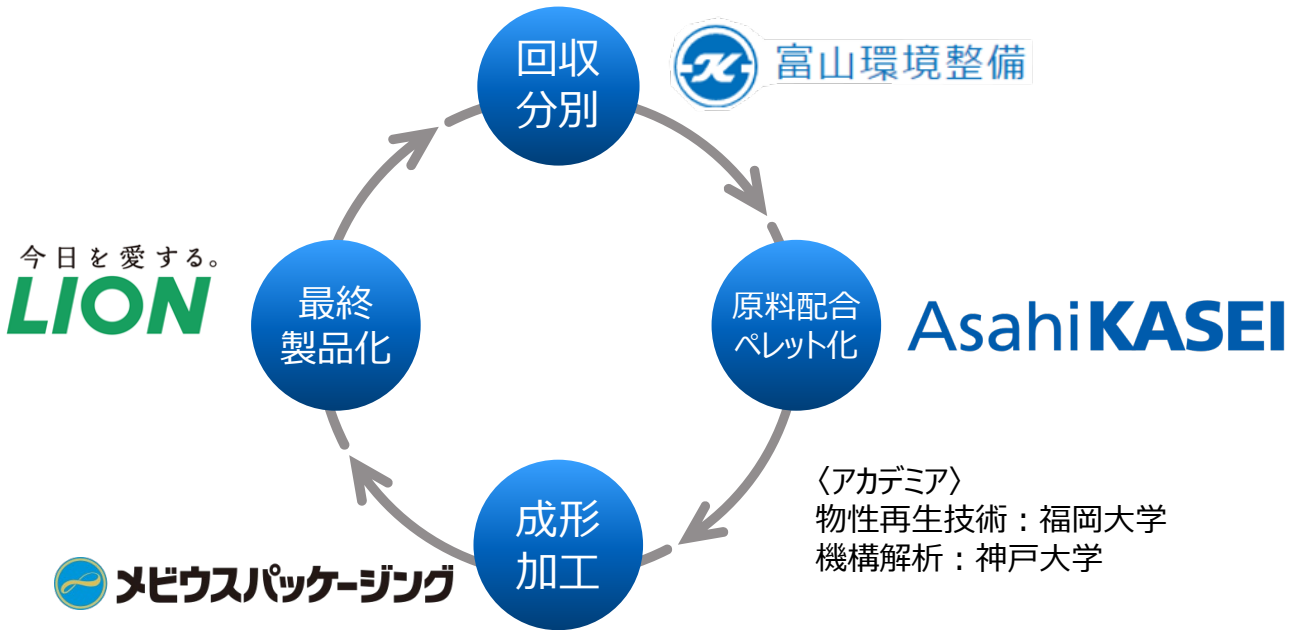 回収
分別
富山環境整備
原料配合
ペレット化
AsahiKASEI
〈アカデミア〉
物性再生技術：福岡大学
機構解析：神戸大学
成形
加工
メビウスパッケージング
最終
製品化
今日を愛する。
LION